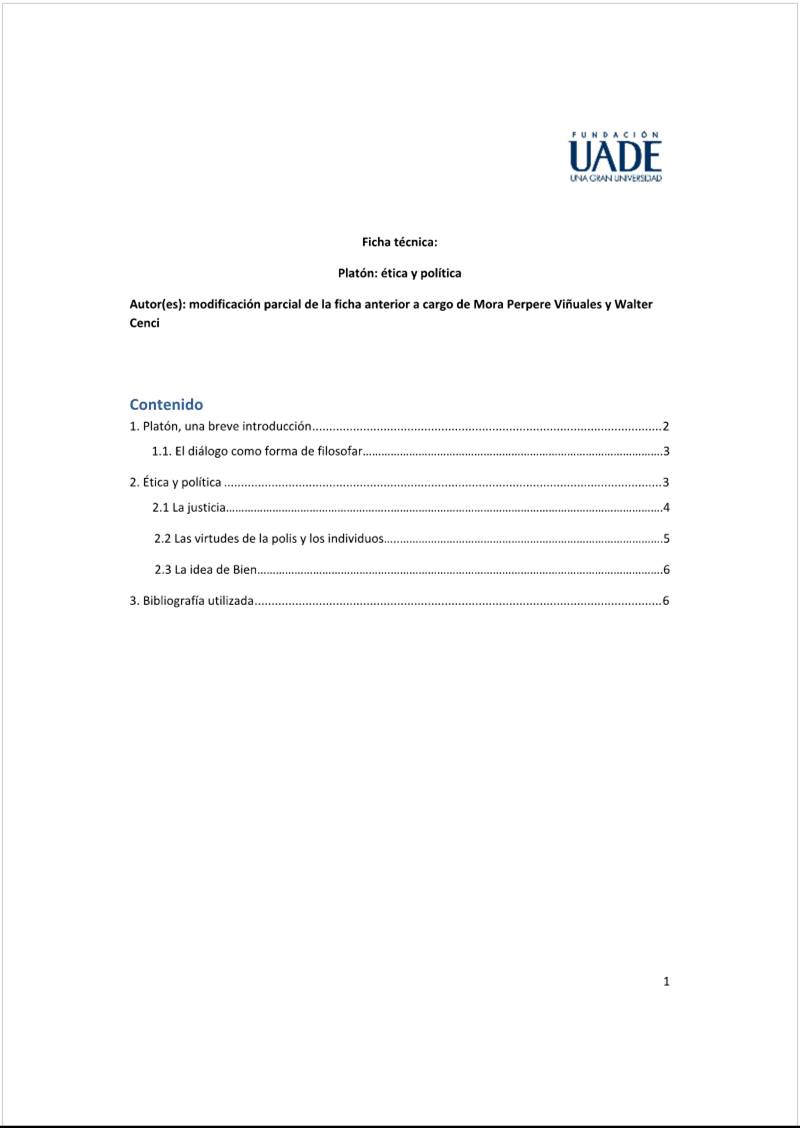 FUNDACIÓN
UADE
UNA GRAN UNIVERSIDAD
Ficha técnica:
Platón: ética y política
Autor(es): modificación parcial de la ficha anterior a cargo de Mora Perpere Viñuales y Walter
Cenci
Contenido
1. Platón, una breve introducción....................................................................................................2
1.1. El diálogo como forma de filosofar....................................................................................................3
2. Ética y política ....................................................................................................3
2.1 La justicia....................................................................................................4
2.2 Las virtudes de la polis y los individuos....................................................................................................5
2.3 La idea de Bien....................................................................................................6
3. Bibliografía utilizada....................................................................................................6
1